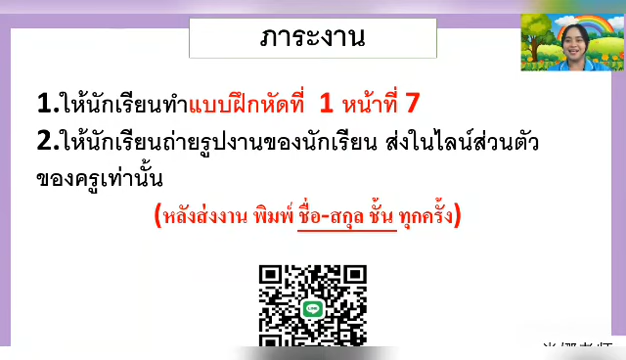 ภาระงาน
1.ให้นักเรียนทำแบบฝึกหัดที่ 1 หน้าที่ 7
2.ให้นักเรียนถ่ายรูปงานของนักเรียน ส่งในไลน์ส่วนตัว
ของครูเท่านั้น
(หลังส่งงาน พิมพ์ ชื่อ-สกุล ชั้น ทุกครั้ง)
LINE